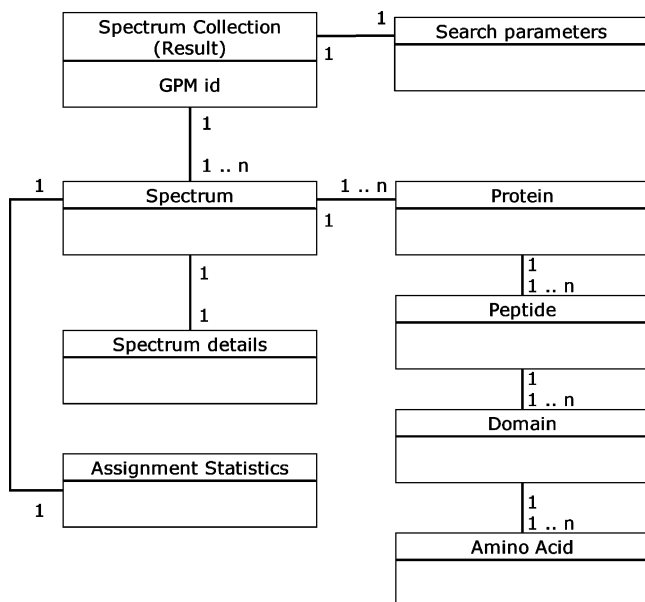 Spectrum Collection
(Result)
GPM id
1
1
Search parameters
1
1 .. n
1
Spectrum
1 .. n
1
Protein
1
1
Spectrum details
1
1 .. n
Peptide
1
1 .. n
Domain
Assignment Statistics
1
1
1 .. n
Amino Acid